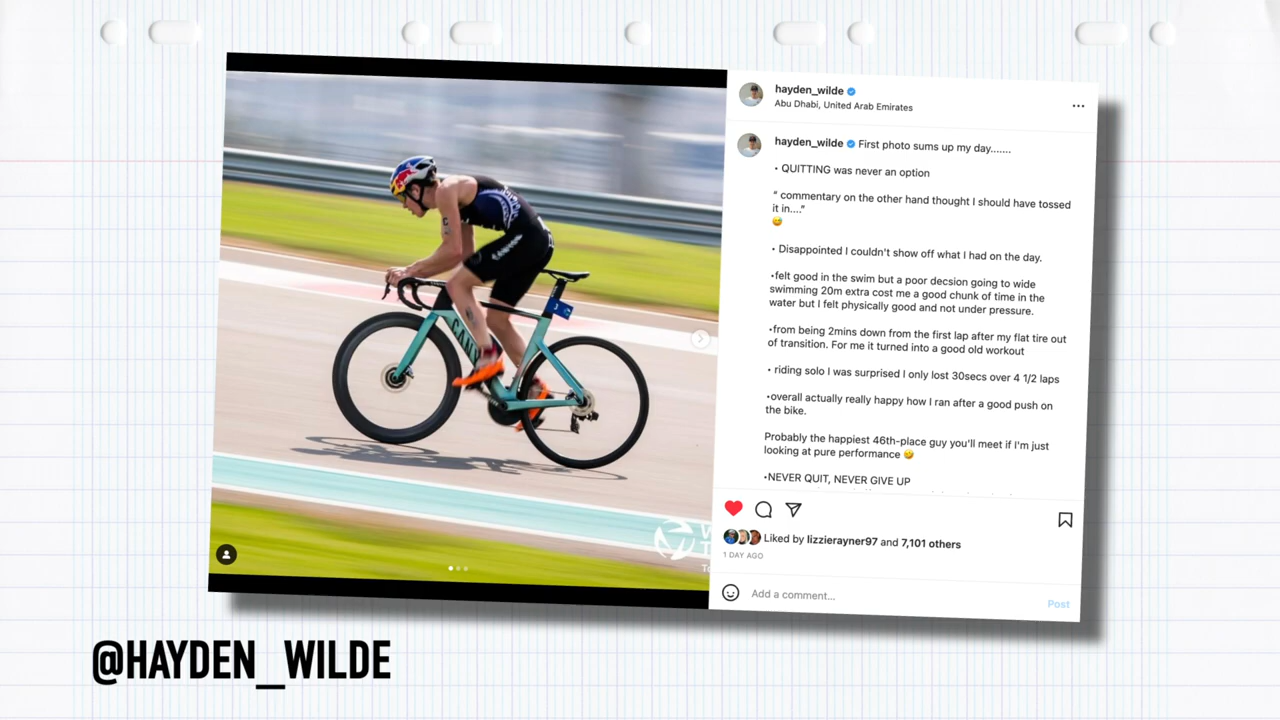 hayden_wilde
Abu Dhabi, United Arab Emirates
hayden_wilde First photo sums up my day.......
• QUITTING was never an option
“ commentary on the other hand thought I should have tossed
it in....”
😅
• Disappointed I couldn't show off what I had on the day.
•felt good in the swim but a poor decsion going to wide
swimming 20m extra cost me a good chunk of time in the
water but I felt physically good and not under pressure.
•from being 2mins down from the first lap after my flat tire out
of transition. For me it turned into a good old workout
• riding solo I was surprised I only lost 30secs over 4 1/2 laps
•overall actually really happy how I ran after a good push on
the bike.
Probably the happiest 46th-place guy you'll meet if I'm just
looking at pure performance 🤣
•NEVER QUIT, NEVER GIVE UP
Liked by lizzierayner97 and 7,101 others
1 DAY AGO
Add a comment...
Post
CANYON
@HAYDEN_WILDE